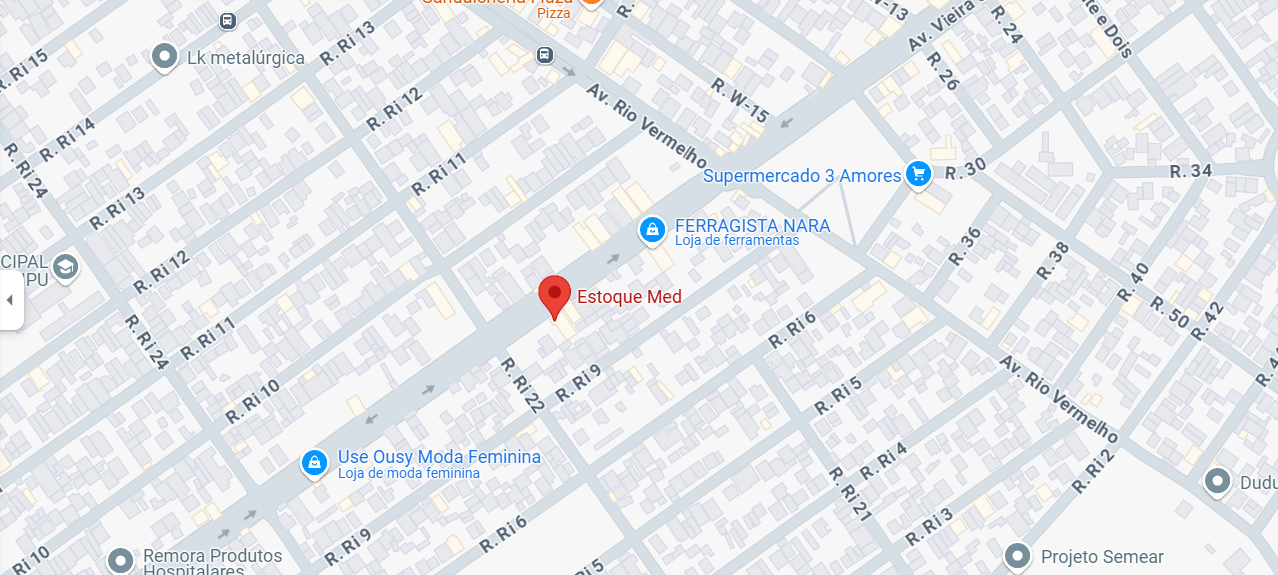 Pizza
R. Ri 15
Lk metalúrgica
R. Ri 13
R. W-15
Av. Vieira
R. 24
R. 26
R. Ri 14
R. Ri 12
Av. Rio Vermelho
R. Ri 24
R. Ri 11
Supermercado 3 Amores
R. 30
R. 34
R. Ri 13
FERRAGISTA NARA
Loja de ferramentas
R. 36
R. 38
R. Ri 12
R. 40
Estoque Med
R. 50
R. 42
R. Ri 24
R. Ri 11
R. Ri 6
R. Ri 10
R. Ri 22
R. Ri 9
R. Ri 5
Av. Rio Vermelho
Use Ousy Moda Feminina
Loja de moda feminina
R. Ri 4
R. Ri 2
R. Ri 21
Dudu
R. Ri 9
R. Ri 6
R. Ri 3
R. Ri 10
Remora Produtos
Hospitalares
Projeto Semear